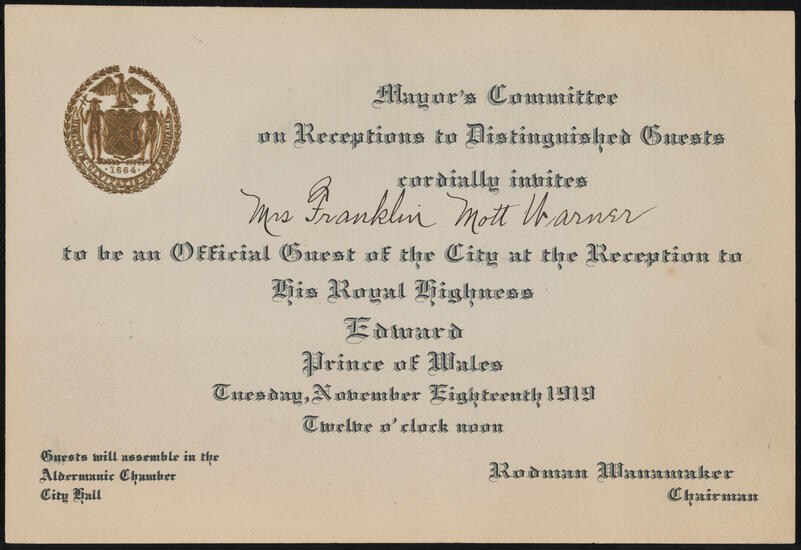 1664
Mayor's Committee
on Receptions to Distinguished Guests
cordially invites
Mrs Franklin Mott Warner
to be an Official Guest of the City at the Reception to
His Royal Highness
Edward
Prince of Wales
Tuesday, November Eighteenth 1919
Twelve o'clock noon
Guests will assemble in the
Aldermanic Chamber
City Hall
Rodman Wanamaker
Chairman